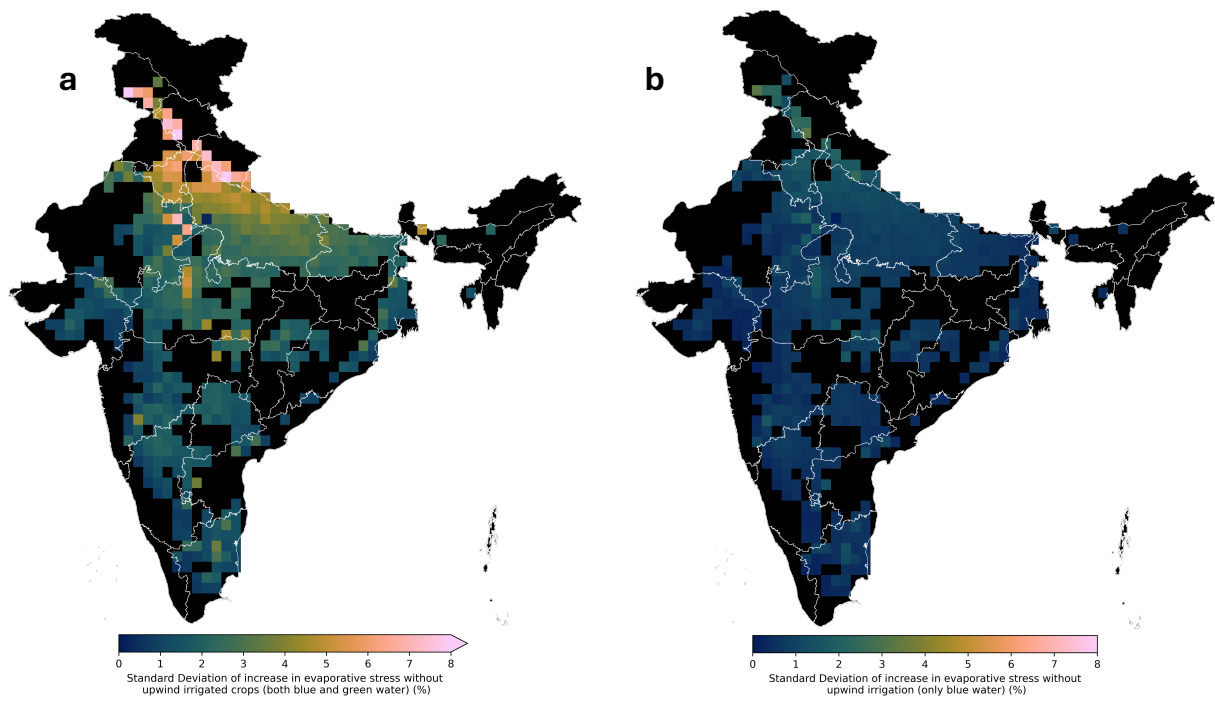 a
b
0 1 2 3 4 5 6 7 8
Standard Deviation of increase in evaporative stress without
upwind irrigated crops (both blue and green water) (%)
0 1 2 3 4 5 6 7 8
Standard Deviation of increase in evaporative stress without
upwind irrigation (only blue water) (%)